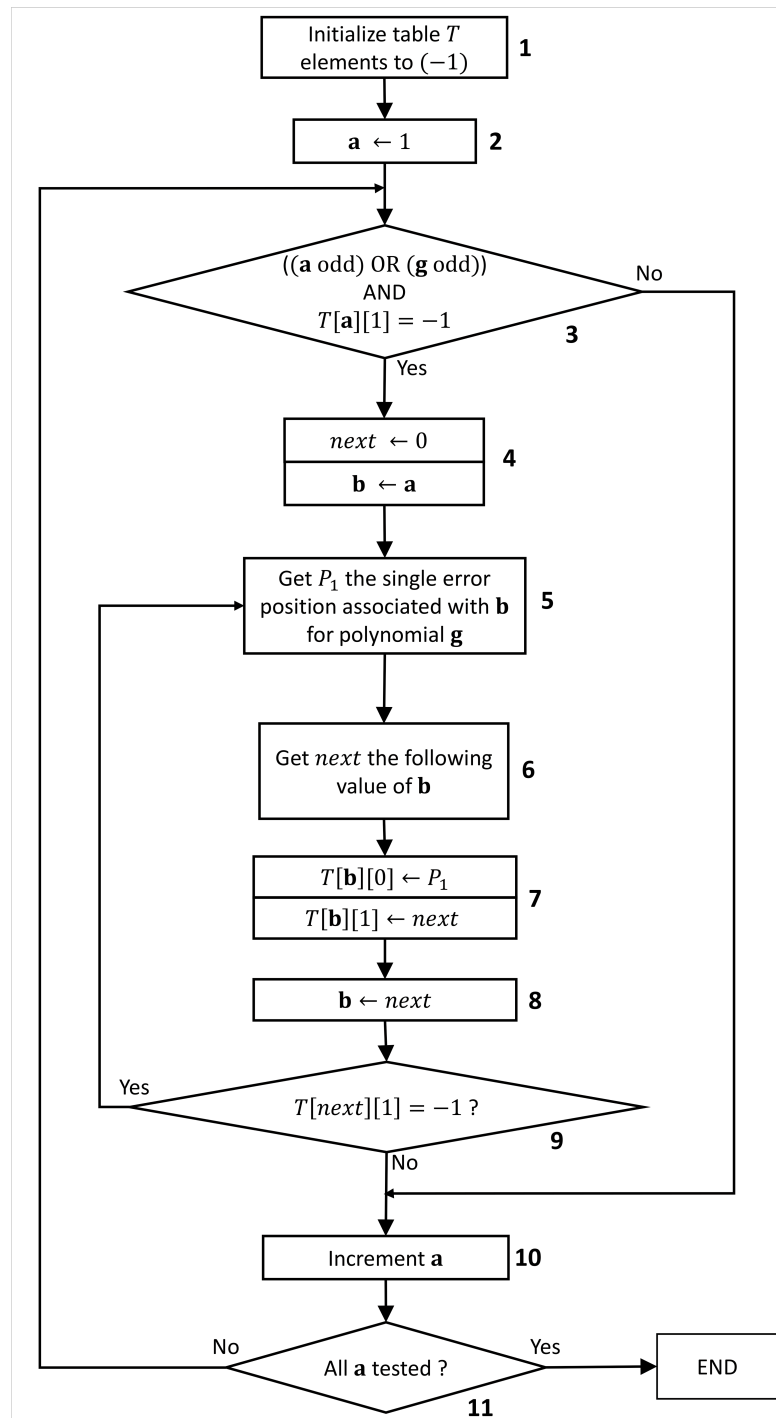 Initialize table T
elements to (−1)
1
a ← 1
2
((a odd) OR (g odd))
AND
T[a][1] = −1
No
3
Yes
next ← 0
4
b ← a
Get P₁ the single error
position associated with b
for polynomial g
5
Get next the following
value of b
6
T[b][0] ← P₁
7
T[b][1] ← next
b ← next
8
Yes
T[next][1] = −1 ?
9
No
Increment a
10
No
All a tested ?
Yes
END
11